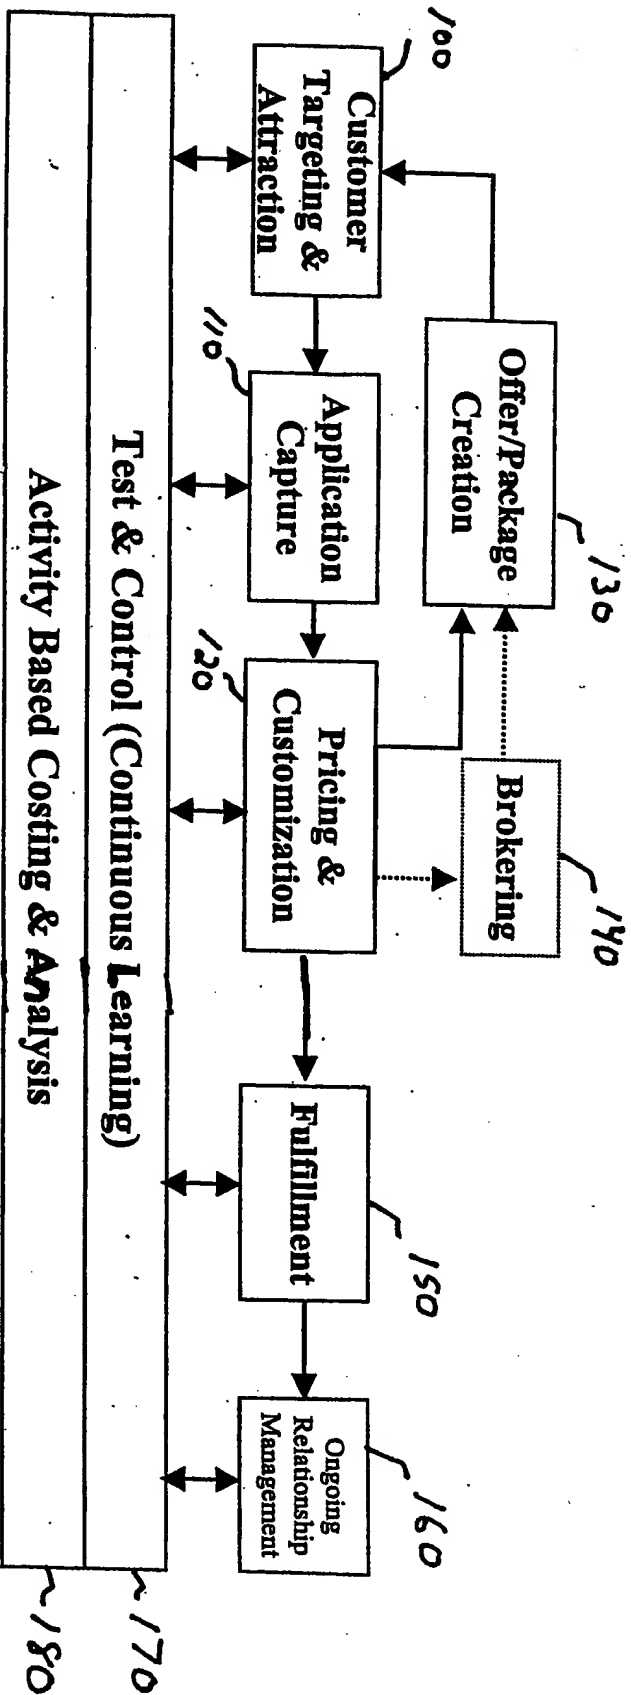 130
Offer/Package
Creation
140
Brokering
100
Customer
Targeting &
Attraction
110
Application
Capture
120
Pricing &
Customization
150
Fulfillment
160
Ongoing
Relationship
Management
Test & Control (Continuous Learning)
170
Activity Based Costing & Analysis
180